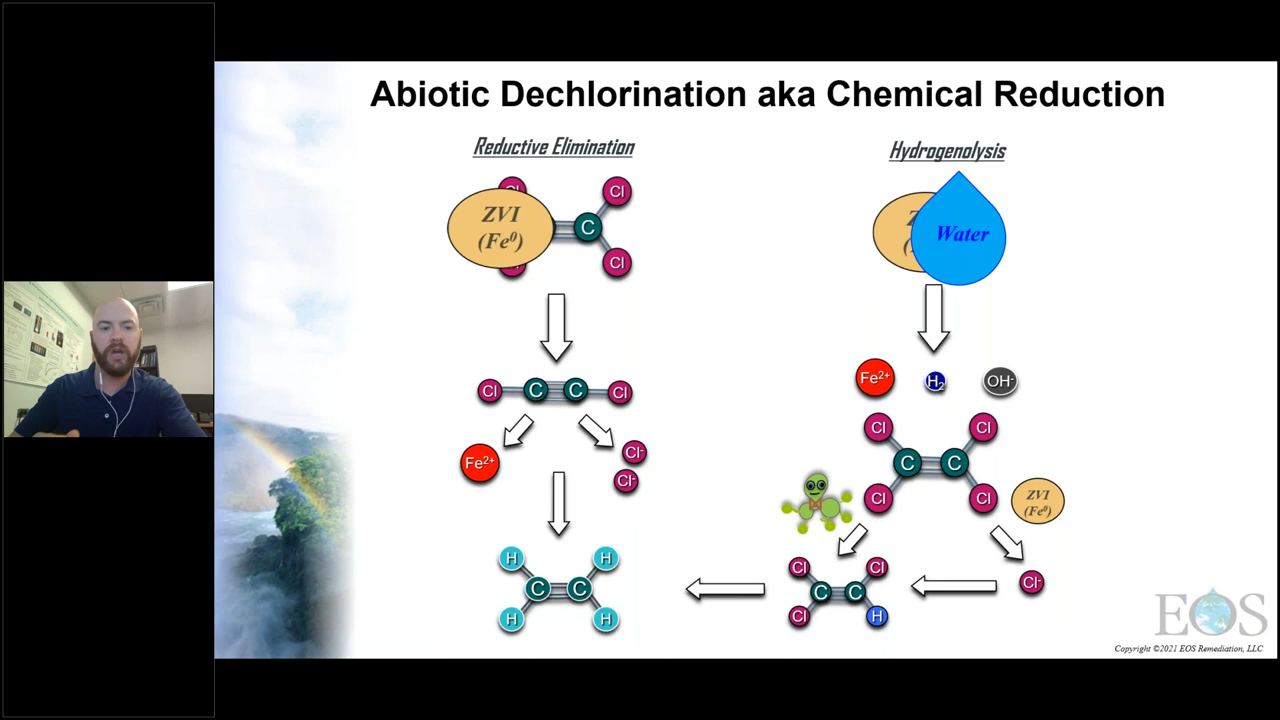 Abiotic Dechlorination aka Chemical Reduction
Reductive Elimination
Cl
Cl
ZVI
(Fe⁰)
C
Cl
Cl
C
C
Cl
Fe²⁺
Cl⁻
Cl⁻
H
H
C
C
H
H
Hydrogenolysis
Water
Fe²⁺
H₂
OH⁻
Cl
Cl
C
C
Cl
Cl
ZVI
(Fe⁰)
Cl
Cl
C
C
Cl
H
Cl⁻
EOS
Copyright ©2021 EOS Remediation, LLC